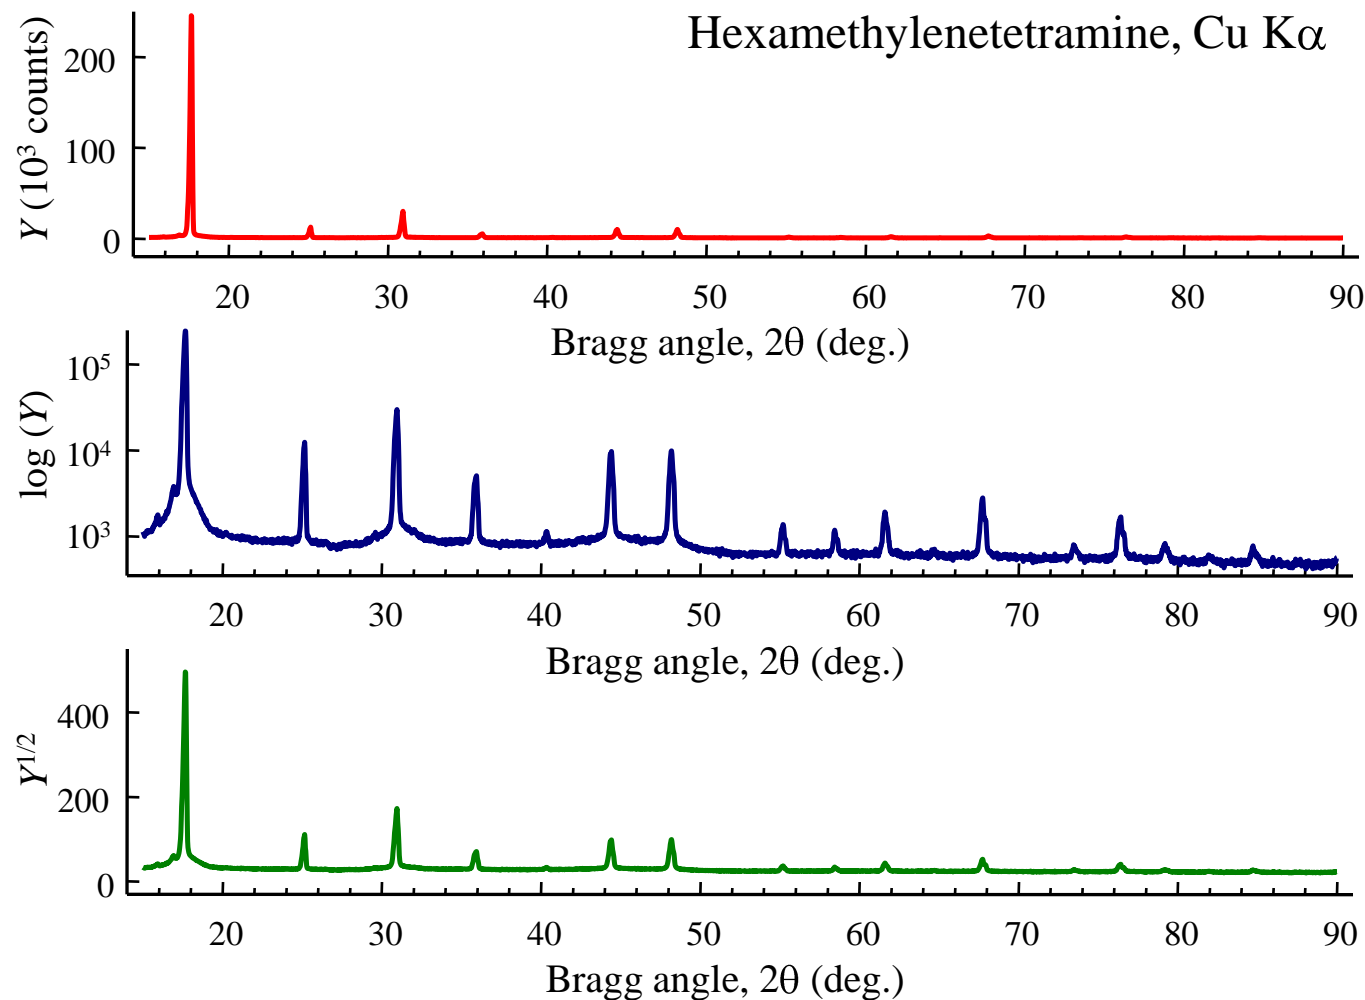 Hexamethylenetetramine, Cu Kα
Y (10³ counts)
200
100
0
20 30 40 50 60 70 80 90
Bragg angle, 2θ (deg.)
log (Y)
10⁵
10⁴
10³
20 30 40 50 60 70 80 90
Bragg angle, 2θ (deg.)
Y¹/²
400
200
0
20 30 40 50 60 70 80 90
Bragg angle, 2θ (deg.)